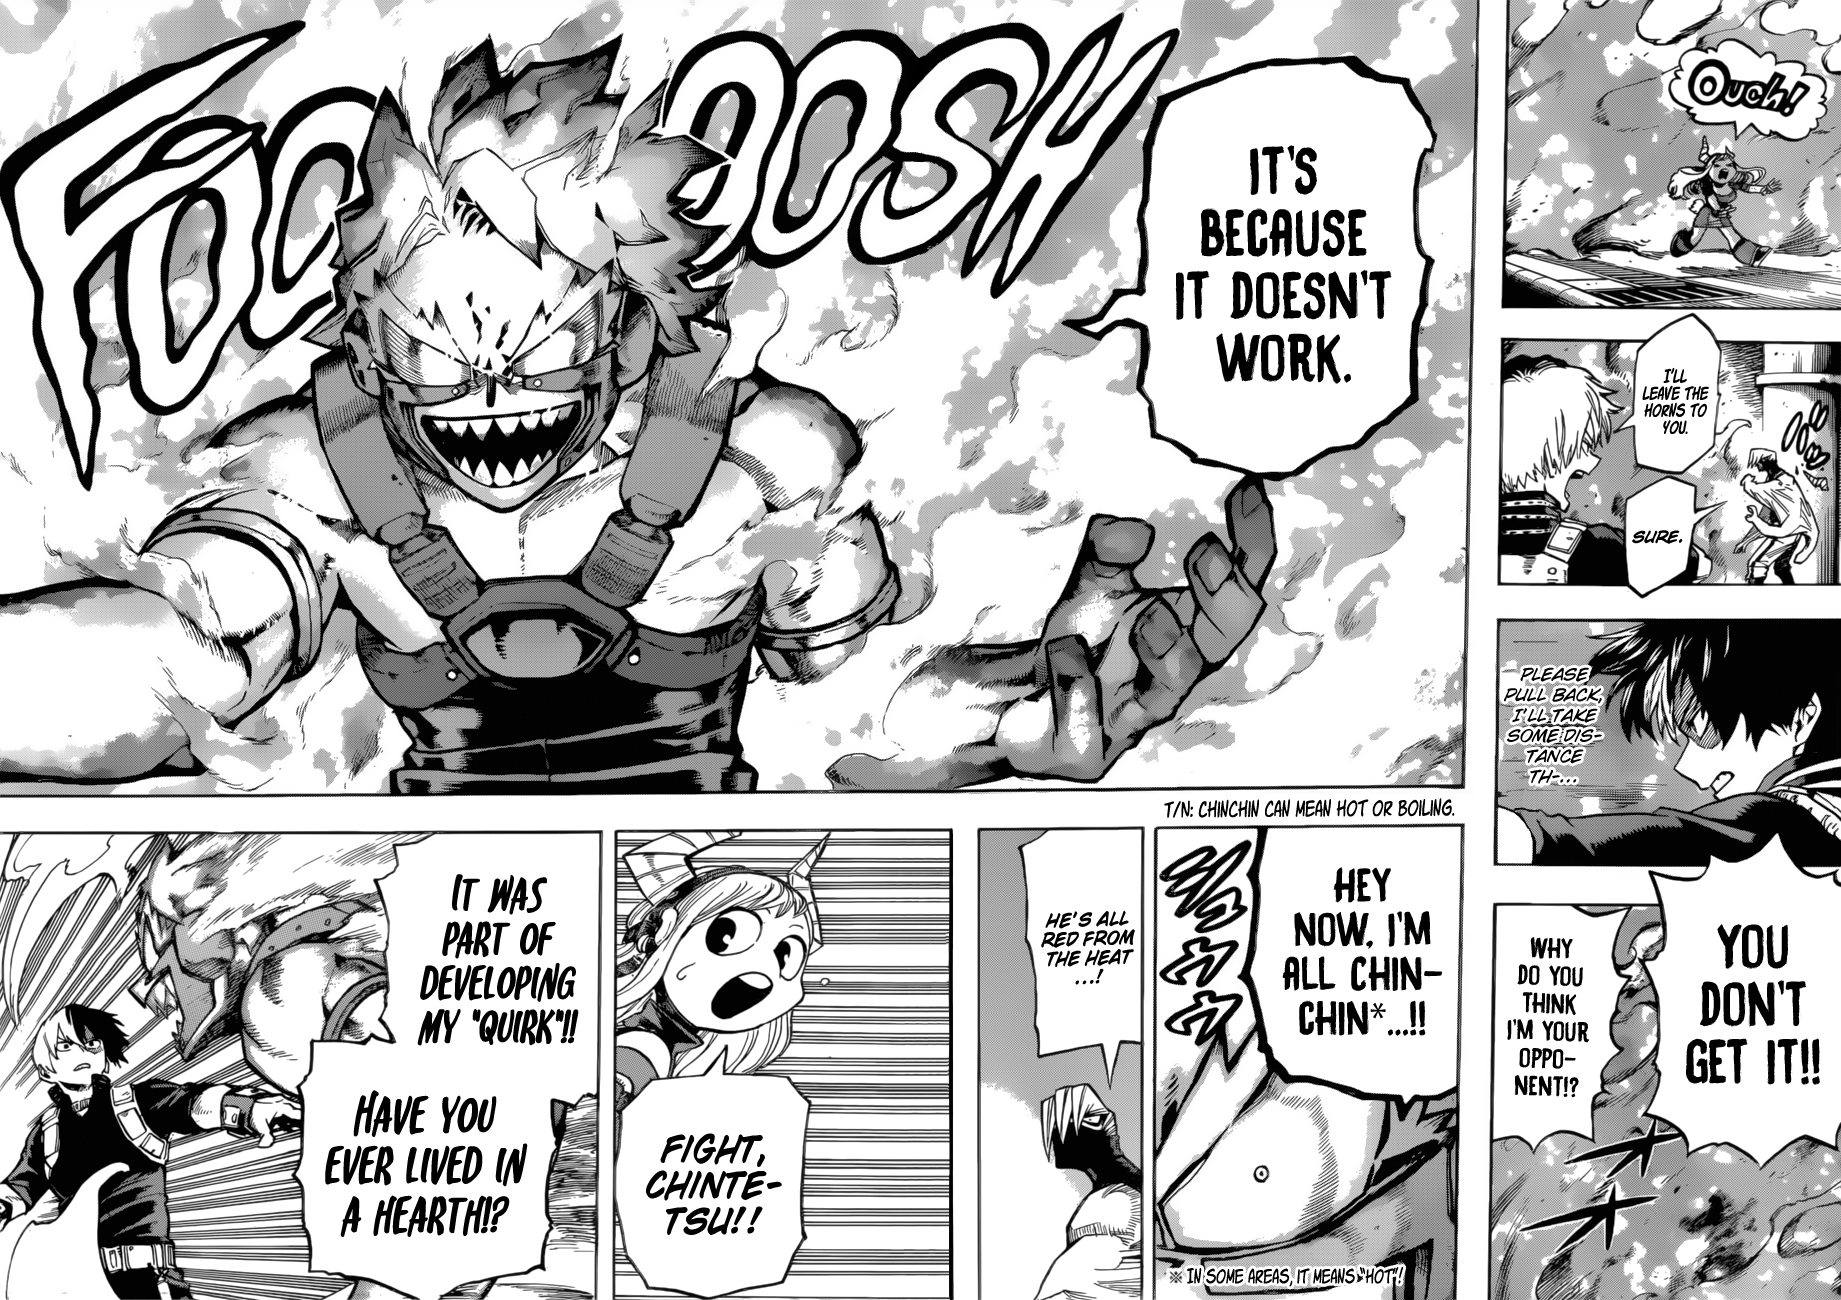 Ouch!
I'LL
LEAVE THE
HORNS TO
YOU.
SURE.
PLEASE
PULL BACK,
I'LL TAKE
SOME DIS-
TANCE
TH-...
YOU
DON'T
GET IT!!
WHY
DO YOU
THINK
I'M YOUR
OPPO-
NENT!?
IT'S
BECAUSE
IT DOESN'T
WORK.
FOOOOOSH
T/N: CHINCHIN CAN MEAN HOT OR BOILING.
HEY
NOW, I'M
ALL CHIN-
CHIN*...!!
※ IN SOME AREAS, IT MEANS "HOT"!
HE'S ALL
RED FROM
THE HEAT
...!
FIGHT,
CHINTE-
TSU!!
IT WAS
PART OF
DEVELOPING
MY "QUIRK"!!
HAVE YOU
EVER LIVED IN
A HEARTH!?